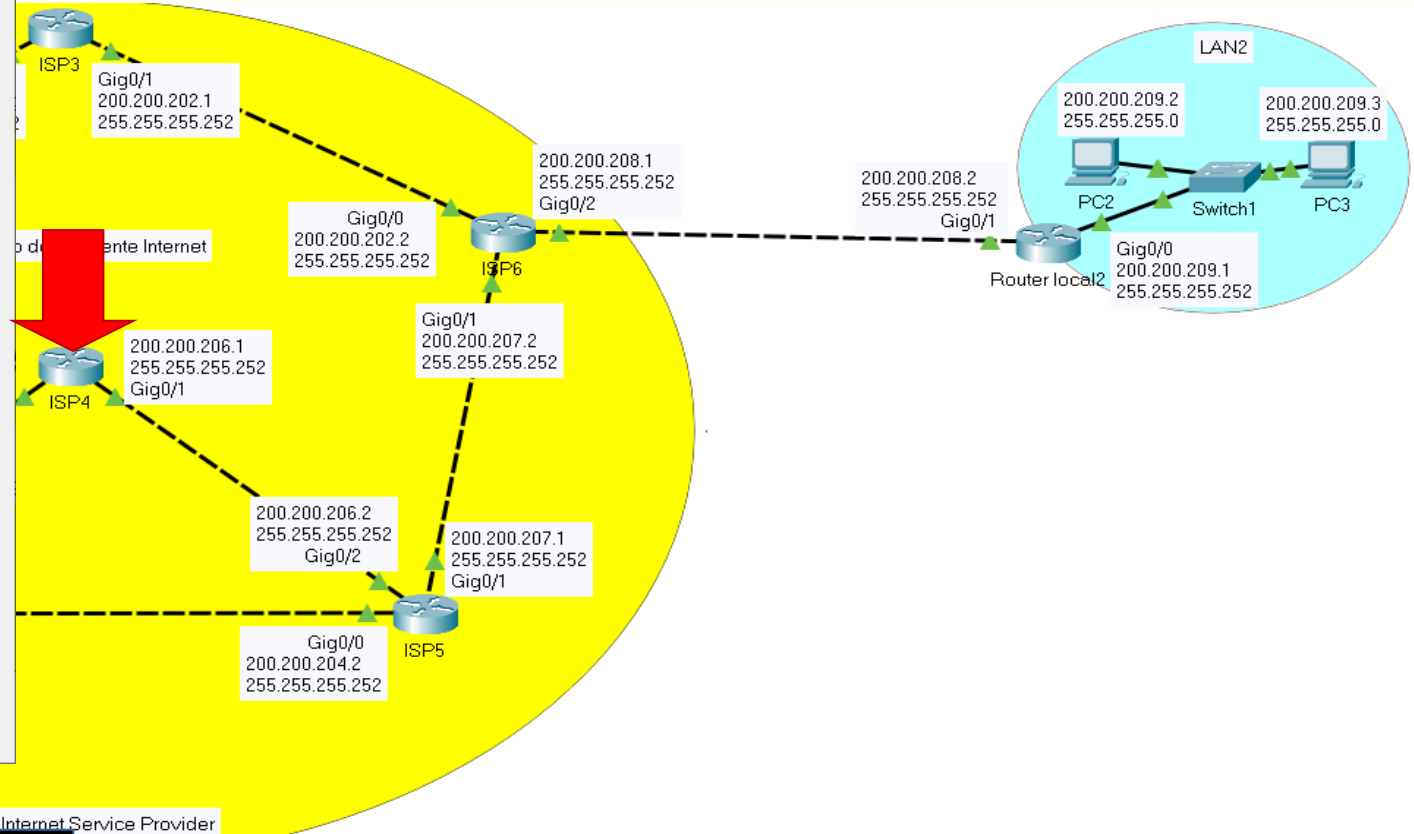 ISP3
Gig0/1
200.200.202.1
255.255.255.252
LAN2
200.200.209.2
255.255.255.0
200.200.209.3
255.255.255.0
PC2
Switch1
PC3
200.200.208.1
255.255.255.252
Gig0/2
200.200.208.2
255.255.255.252
Gig0/1
Gig0/0
200.200.202.2
255.255.255.252
ISP6
Router local2
Gig0/0
200.200.209.1
255.255.255.252
Internet
Gig0/1
200.200.207.2
255.255.255.252
200.200.206.1
255.255.255.252
Gig0/1
ISP4
200.200.206.2
255.255.255.252
Gig0/2
200.200.207.1
255.255.255.252
Gig0/1
Gig0/0
200.200.204.2
255.255.255.252
ISP5
Internet Service Provider